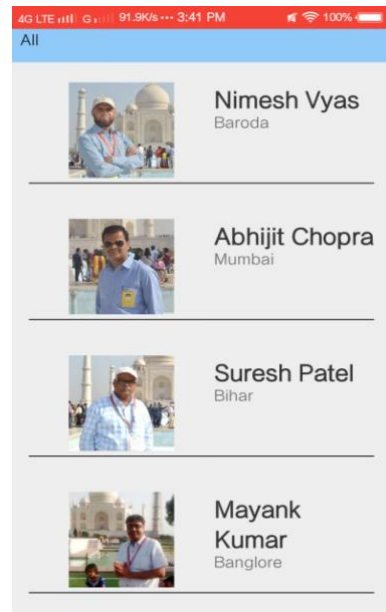 4G LTE G 91.9K/s ··· 3:41 PM 100%
All
Nimesh Vyas
Baroda
Abhijit Chopra
Mumbai
Suresh Patel
Bihar
Mayank
Kumar
Banglore